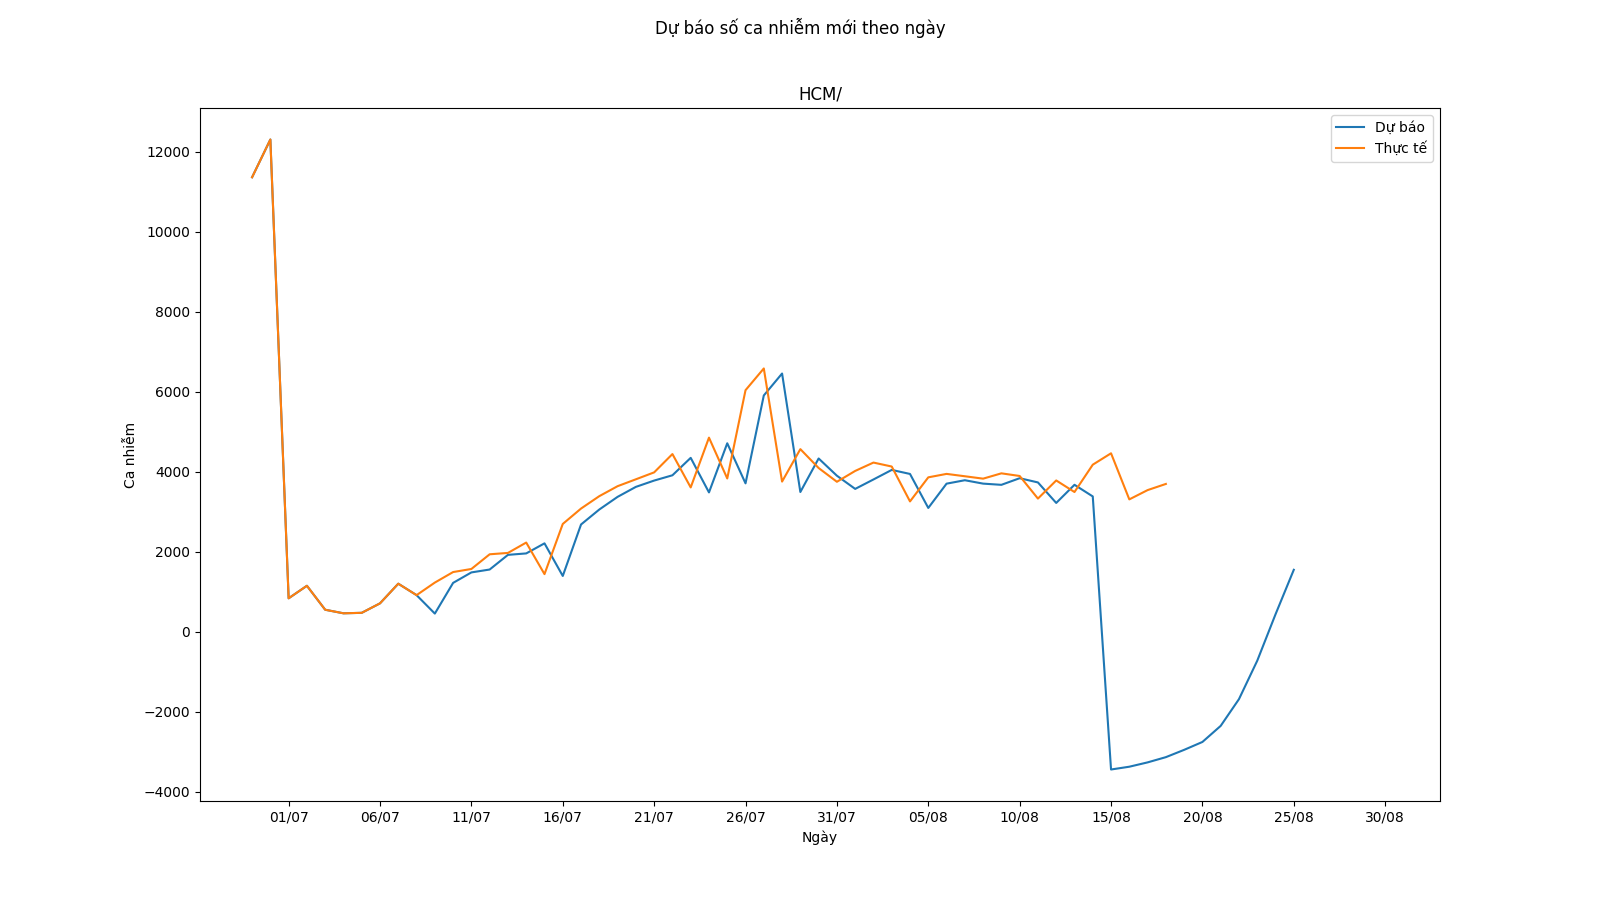 Dự báo số ca nhiễm mới theo ngày
HCM/
Dự báo
Thực tế
12000
10000
8000
6000
4000
2000
0
−2000
−4000
Ca nhiễm
01/07 06/07 11/07 16/07 21/07 26/07 31/07 05/08 10/08 15/08 20/08 25/08 30/08
Ngày